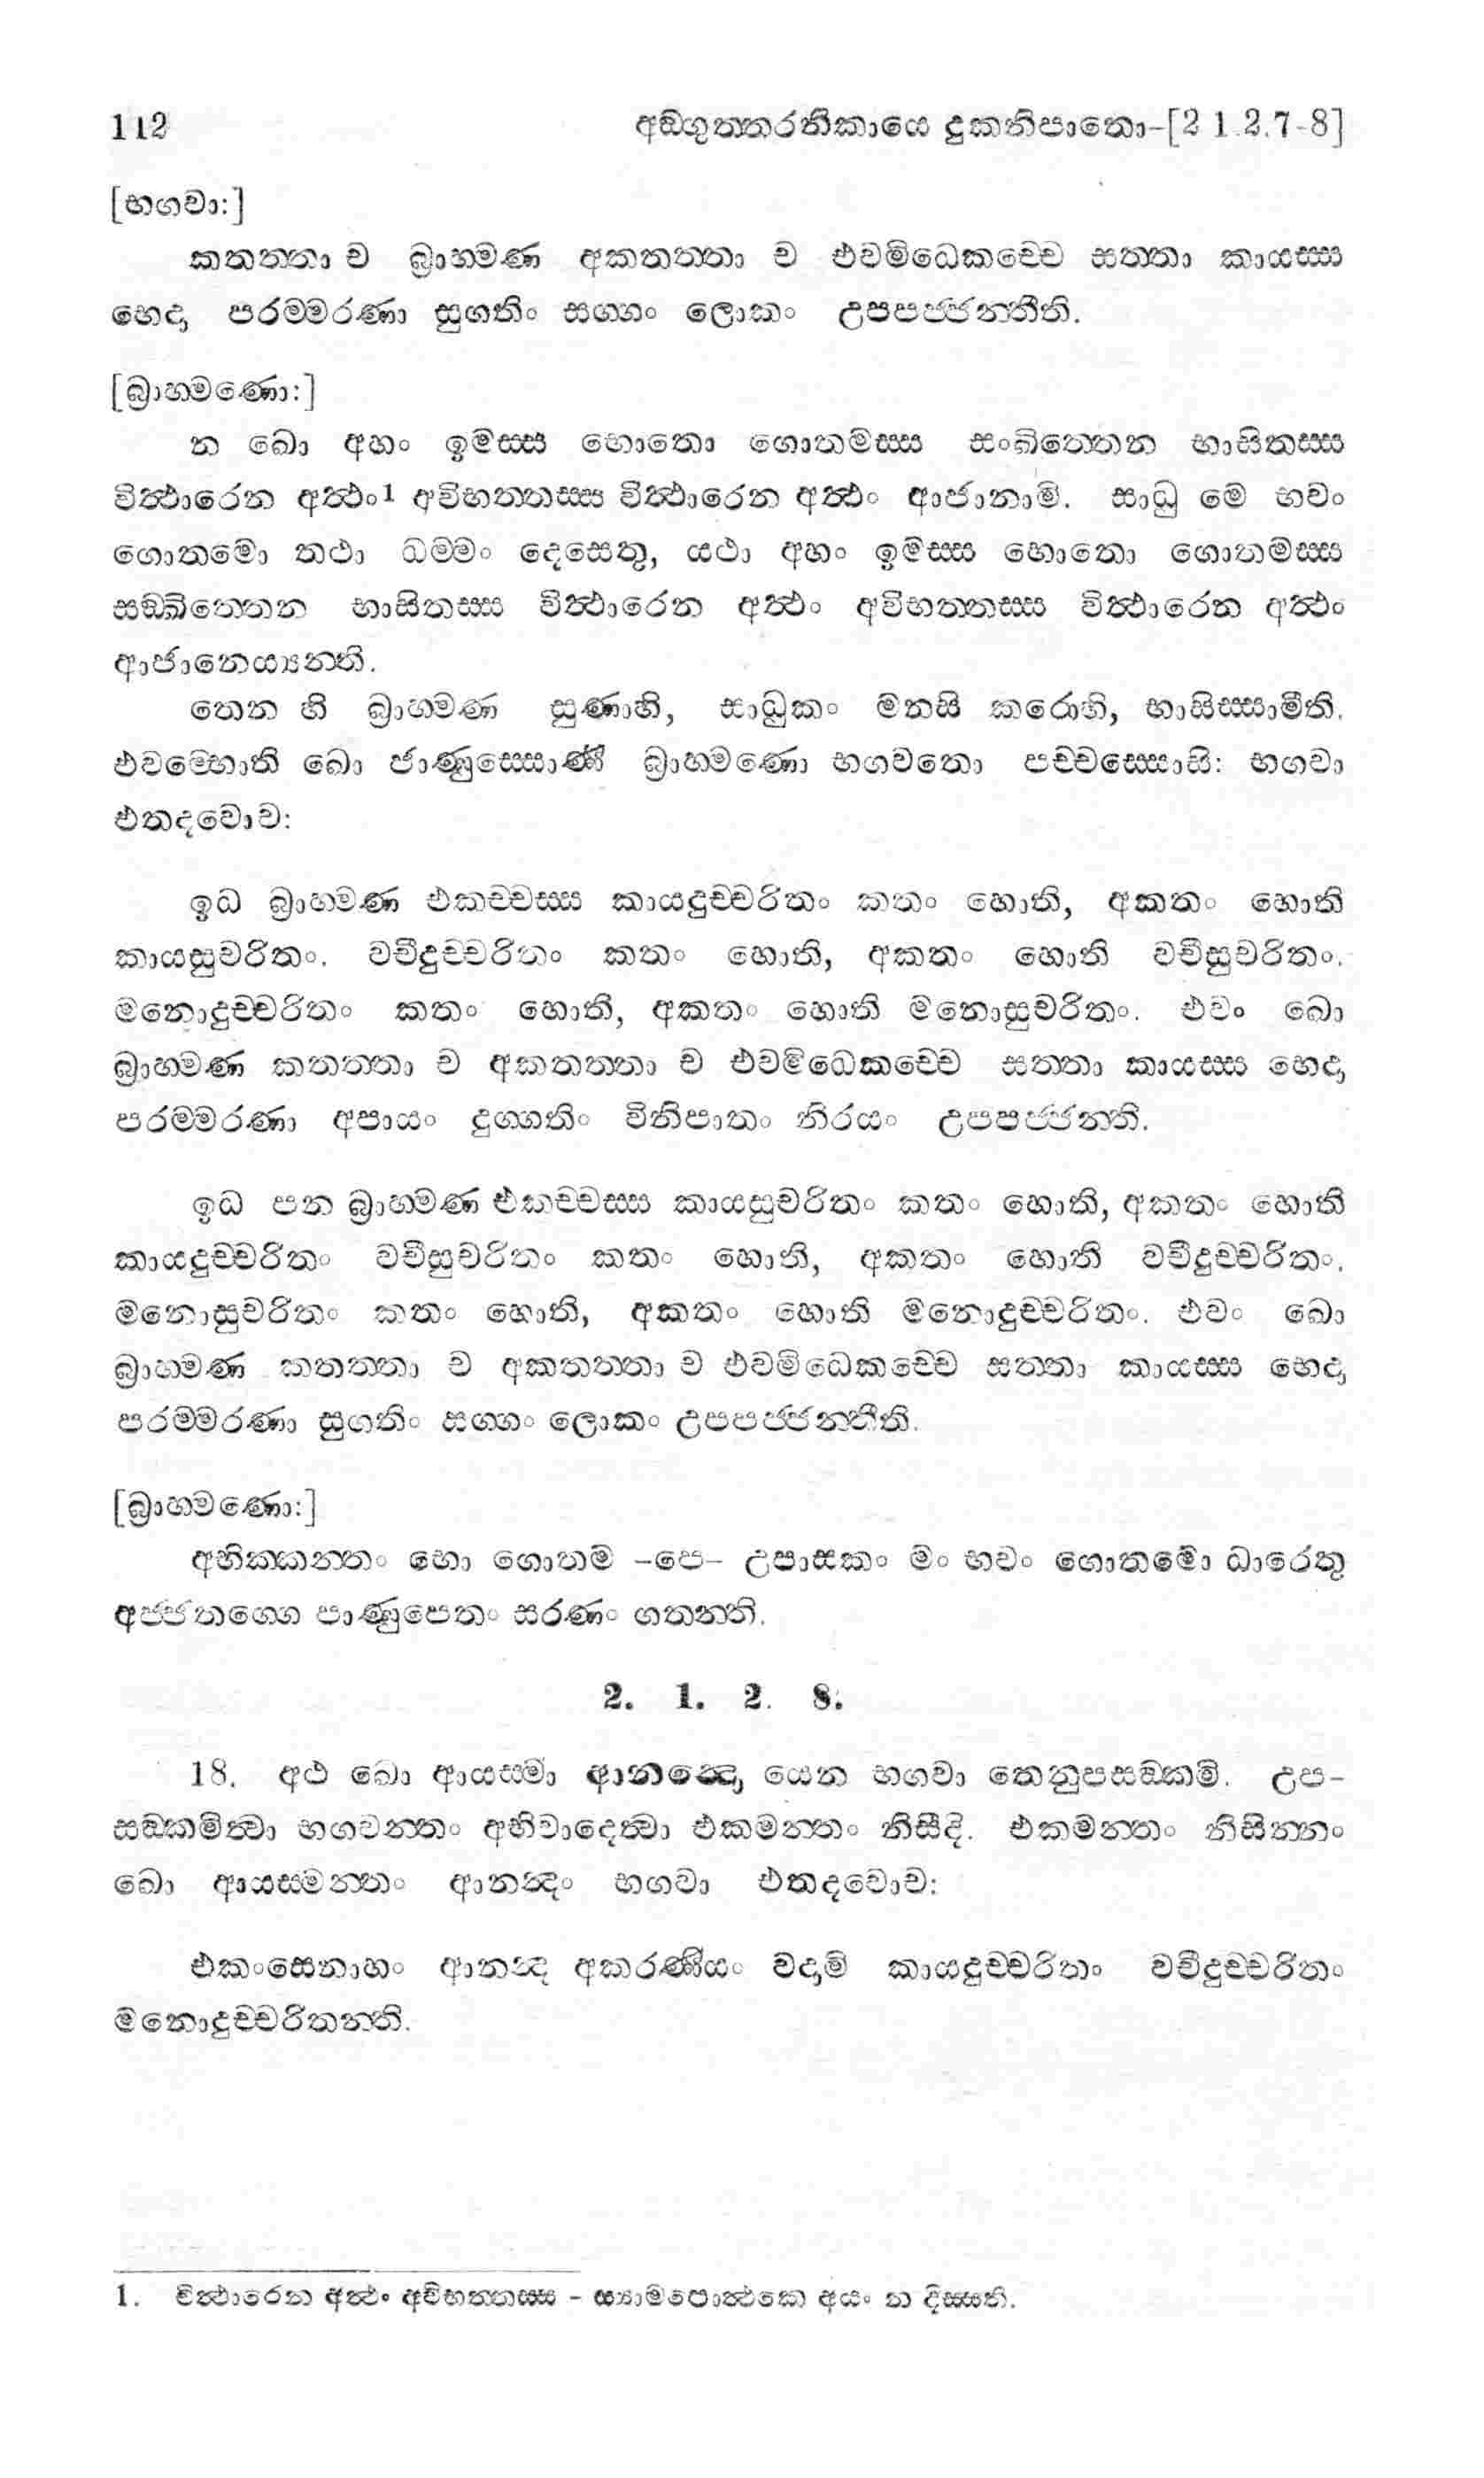 112 අඞ්ගුත්තරනිකායෙ දුකනිපාතො-[2 1.2.7-8]
[භගවා:]
කතත්තා ච බ්‍රාහ්මණ අකතත්තා ච එවමිධෙකච්චෙ සත්තා කායස්ස
භෙදා පරම්මරණා සුගතිං සග්ගං ලොකං උපපජ්ජන්තීති.
[බ්‍රාහ්මණො:]
න ඛො අහං ඉමස්ස භොතො ගොතමස්ස සංඛිත්තෙන භාසිතස්ස
විත්ථාරෙන අත්ථං1 අවිභත්තස්ස විත්ථාරෙන අත්ථං ආජානාමි. සාධු මෙ භවං
ගොතමො තථා ධම්මං දෙසෙතු, යථා අහං ඉමස්ස භොතො ගොතමස්ස
සඞ්ඛිත්තෙන භාසිතස්ස විත්ථාරෙන අත්ථං අවිභත්තස්ස විත්ථාරෙන අත්ථං
ආජානෙය්‍යන්ති.
තෙන හි බ්‍රාහ්මණ සුණාහි, සාධුකං මනසි කරොහි, භාසිස්සාමීති.
එවම්භොති ඛො ජාණුස්සොණී බ්‍රාහ්මණො භගවතො පච්චස්සොසි: භගවා
එතදවොච:
ඉධ බ්‍රාහ්මණ එකච්චස්ස කායදුච්චරිතං කතං හොති, අකතං හොති
කායසුචරිතං. වචීදුච්චරිතං කතං හොති, අකතං හොති වචීසුචරිතං.
මනොදුච්චරිතං කතං හොති, අකතං හොති මනොසුචරිතං. එවං ඛො
බ්‍රාහ්මණ කතත්තා ච අකතත්තා ච එවමිධෙකච්චෙ සත්තා කායස්ස භෙදා
පරම්මරණා අපායං දුග්ගතිං විනිපාතං නිරයං උපපජ්ජන්ති.
ඉධ පන බ්‍රාහ්මණ එකච්චස්ස කායසුචරිතං කතං හොති, අකතං හොති
කායදුච්චරිතං වචීසුචරිතං කතං හොති, අකතං හොති වචීදුච්චරිතං.
මනොසුචරිතං කතං හොති, අකතං හොති මනොදුච්චරිතං. එවං ඛො
බ්‍රාහ්මණ කතත්තා ච අකතත්තා ච එවමිධෙකච්චෙ සත්තා කායස්ස භෙදා
පරම්මරණා සුගතිං සග්ගං ලොකං උපපජ්ජන්තීති.
[බ්‍රාහ්මණො:]
අභික්කන්තං භො ගොතම -පෙ- උපාසකං මං භවං ගොතමො ධාරෙතු
අජ්ජතග්ගෙ පාණුපෙතං සරණං ගතන්ති.
2. 1. 2. 8.
18. අථ ඛො ආයස්මා ආනන්දො යෙන භගවා තෙනුපසඞ්කමි. උප-
සඞ්කමිත්වා භගවන්තං අභිවාදෙත්වා එකමන්තං නිසීදි. එකමන්තං නිසින්නං
ඛො ආයස්මන්තං ආනන්දං භගවා එතදවොච:
එකංසෙනාහං ආනන්ද අකරණීයං වදාමි කායදුච්චරිතං වචීදුච්චරිතං
මනොදුච්චරිතන්ති.
1. විත්ථාරෙන අත්ථං අවිභත්තස්ස - ස්‍යාමපොත්ථකෙ අයං න දිස්සති.